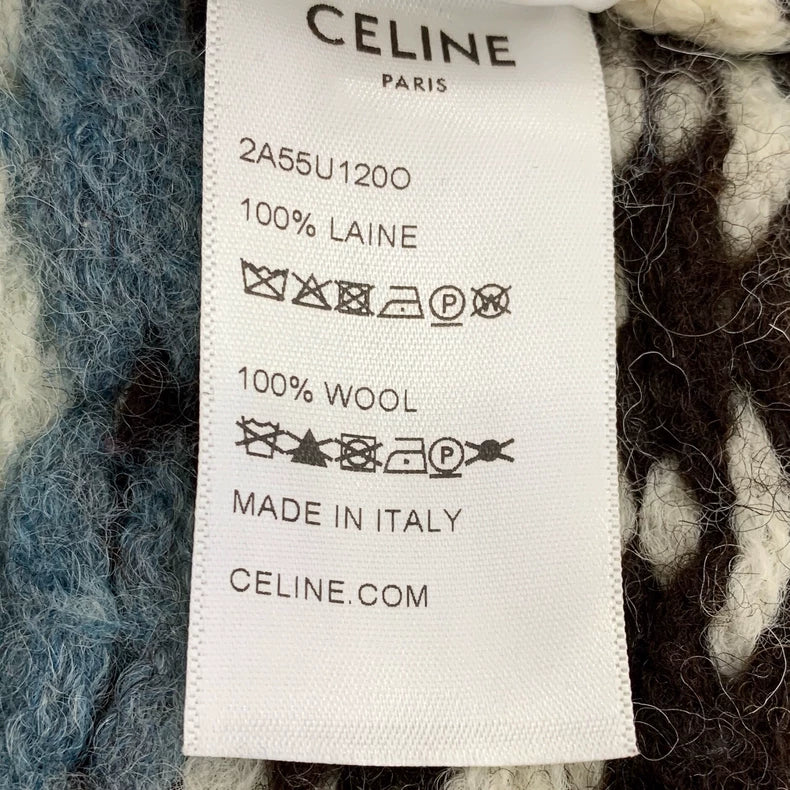 CELINE
PARIS
2A55U120O
100% LAINE
P W
100% WOOL
P
MADE IN ITALY
CELINE.COM